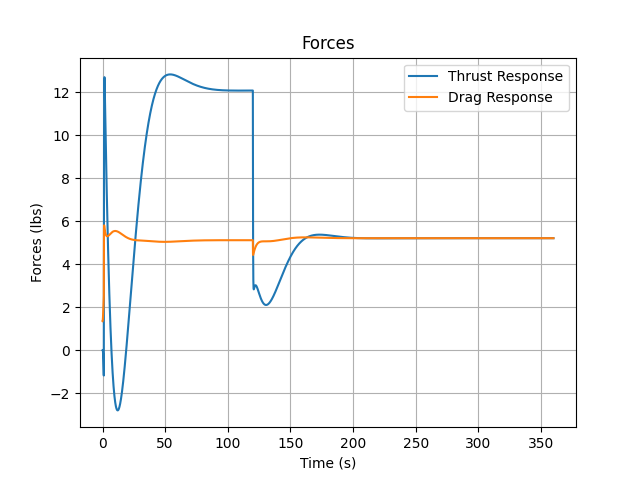 Forces
Thrust Response
Drag Response
12
10
8
6
4
2
0
−2
Forces (lbs)
0 50 100 150 200 250 300 350
Time (s)